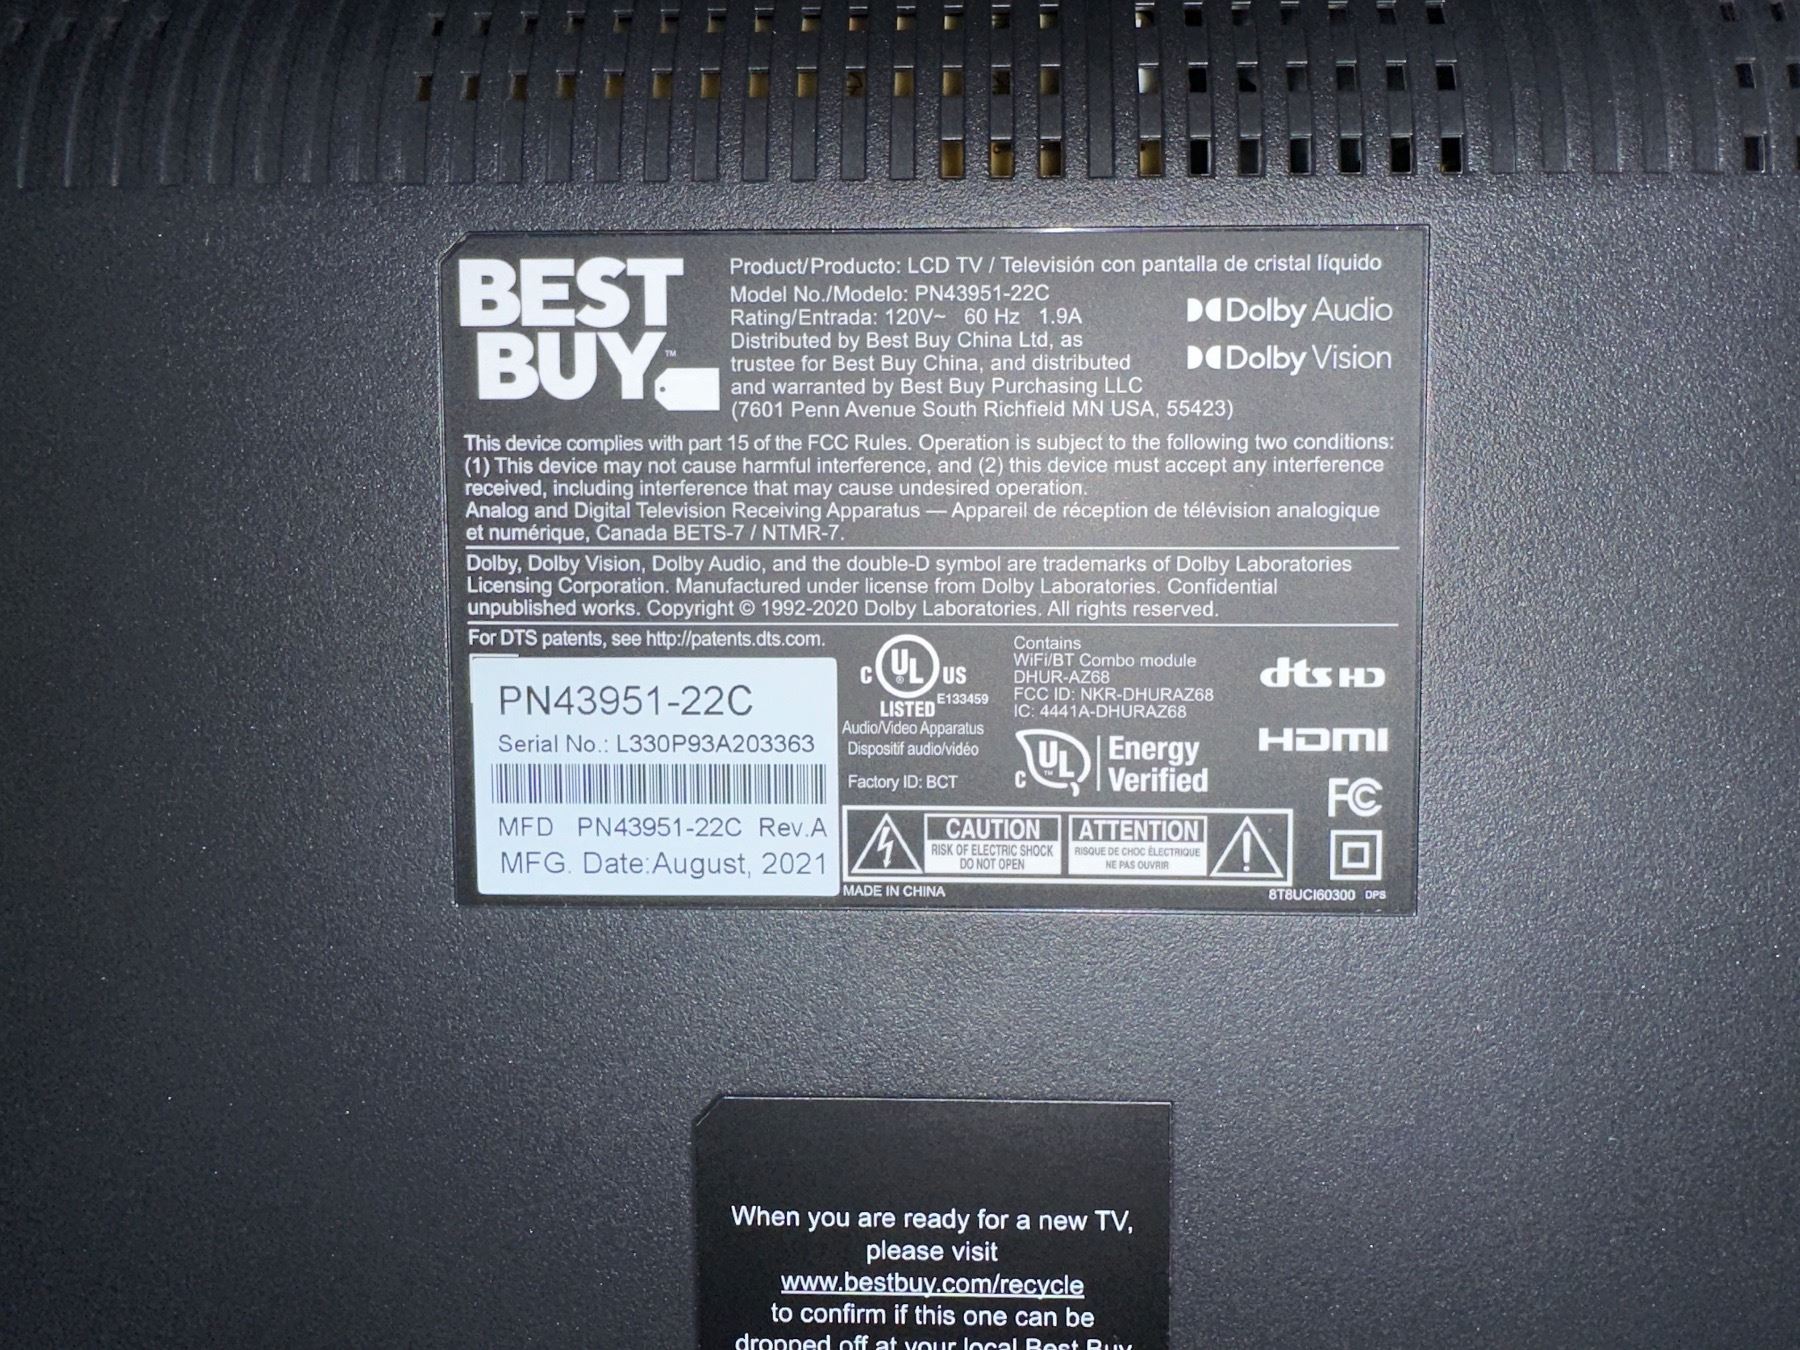 BEST
BUY™
Product/Producto: LCD TV / Televisión con pantalla de cristal líquido
Model No./Modelo: PN43951-22C
Rating/Entrada: 120V~ 60 Hz 1.9A
Distributed by Best Buy China Ltd, as
trustee for Best Buy China, and distributed
and warranted by Best Buy Purchasing LLC
(7601 Penn Avenue South Richfield MN USA, 55423)
Dolby Audio
Dolby Vision
This device complies with part 15 of the FCC Rules. Operation is subject to the following two conditions:
(1) This device may not cause harmful interference, and (2) this device must accept any interference
received, including interference that may cause undesired operation.
Analog and Digital Television Receiving Apparatus — Appareil de réception de télévision analogique
et numérique, Canada BETS-7 / NTMR-7.
Dolby, Dolby Vision, Dolby Audio, and the double-D symbol are trademarks of Dolby Laboratories
Licensing Corporation. Manufactured under license from Dolby Laboratories. Confidential
unpublished works. Copyright © 1992-2020 Dolby Laboratories. All rights reserved.
For DTS patents, see http://patents.dts.com.
PN43951-22C
Serial No.: L330P93A203363
MFD PN43951-22C Rev.A
MFG. Date:August, 2021
C UL ® US
LISTED E133459
Audio/Video Apparatus
Dispositif audio/vidéo
Factory ID: BCT
Contains
WiFi/BT Combo module
DHUR-AZ68
FCC ID: NKR-DHURAZ68
IC: 4441A-DHURAZ68
C UL ™ Energy
Verified
dts HD
HDMI
FC
CAUTION
RISK OF ELECTRIC SHOCK
DO NOT OPEN
ATTENTION
RISQUE DE CHOC ÉLECTRIQUE
NE PAS OUVRIR
MADE IN CHINA
8T8UCI60300 DPS
When you are ready for a new TV,
please visit
www.bestbuy.com/recycle
to confirm if this one can be
dropped off at your local Best Buy